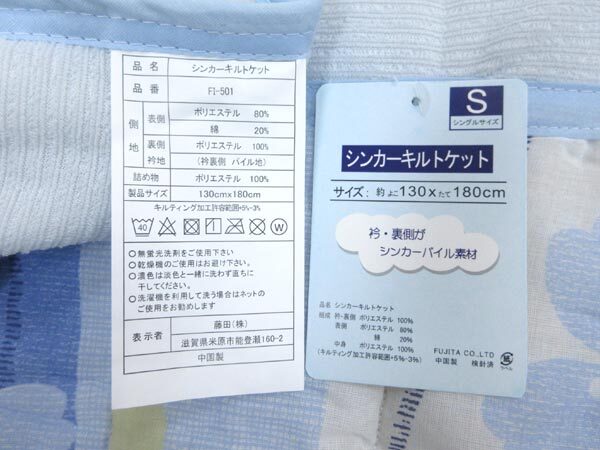 品 名 シンカーキルトケット
品 番 FI-501
側地 表側 ポリエステル 80%
綿 20%
裏側 ポリエステル 100%
衿地 (衿裏側 パイル地)
詰め物 ポリエステル 100%
製品サイズ 130cm×180cm
キルティング加工許容範囲+5%-3%
40 W
●無蛍光洗剤をご使用下さい
●乾燥機のご使用はお避け下さい。
●濃色は淡色と一緒に洗わず直ちに
干してください。
●洗濯機を利用して洗う場合はネットの
ご使用をお勧めします
表示者 藤田(株)
滋賀県米原市能登瀬160-2
中国製
S
シングルサイズ
シンカーキルトケット
サイズ:約よこ130×たて180cm
衿・裏側が
シンカーパイル素材
品名 シンカーキルトケット
組成 衿・裏側 ポリエステル 100%
表側 ポリエステル 80%
綿 20%
中身 ポリエステル 100%
(キルティング加工許容範囲+5%-3%)
FUJITA CO.,LTD
中国製 検針済
紙
ラベル